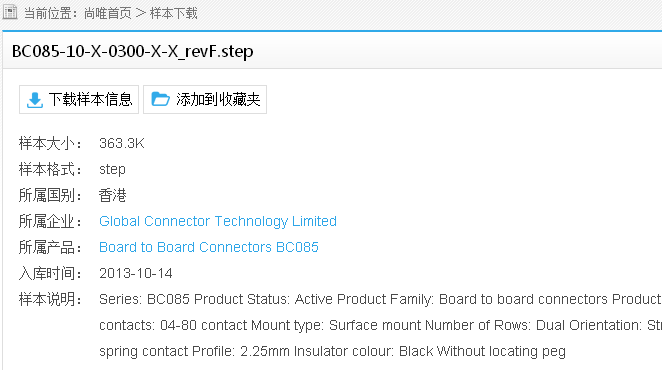 当前位置：尚唯首页 > 样本下载
BC085-10-X-0300-X-X_revF.step
下载样本信息 添加到收藏夹
样本大小： 363.3K
样本格式： step
所属国别： 香港
所属企业： Global Connector Technology Limited
所属产品： Board to Board Connectors BC085
入库时间： 2013-10-14
样本说明： Series: BC085 Product Status: Active Product Family: Board to board connectors Product
contacts: 04-80 contact Mount type: Surface mount Number of Rows: Dual Orientation:
spring contact Profile: 2.25mm Insulator colour: Black Without locating peg